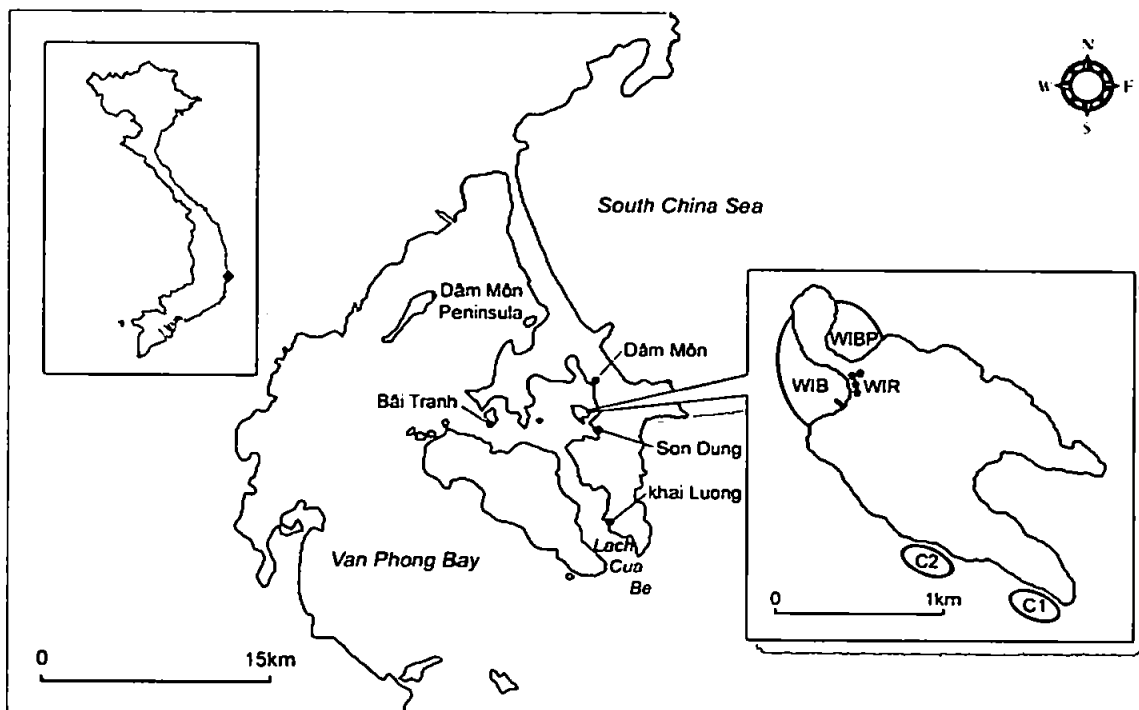 N
W
E
S
South China Sea
Dâm Môn
Peninsula
Dâm Môn
Bãi Tranh
Son Dung
khai Luong
Lach
Cua
Be
Van Phong Bay
0
15km
WIBP
WIB
WIR
C2
C1
0
1km